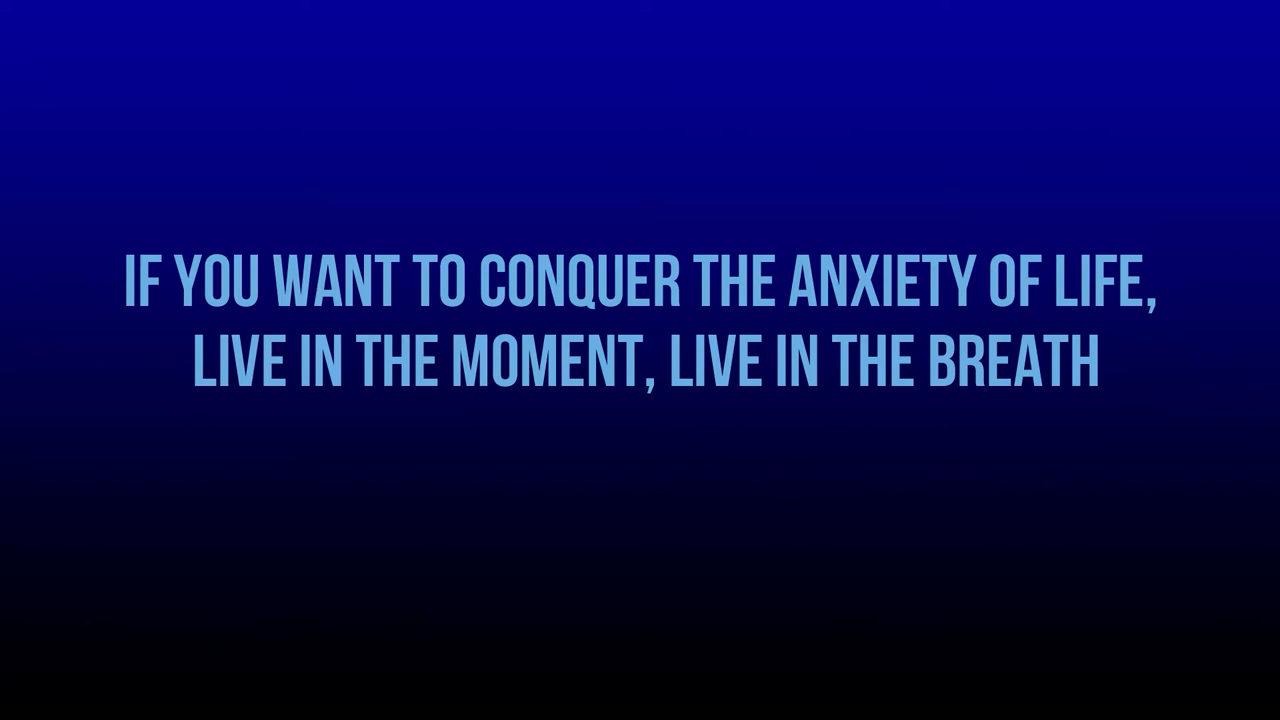 IF YOU WANT TO CONQUER THE ANXIETY OF LIFE,
LIVE IN THE MOMENT, LIVE IN THE BREATH